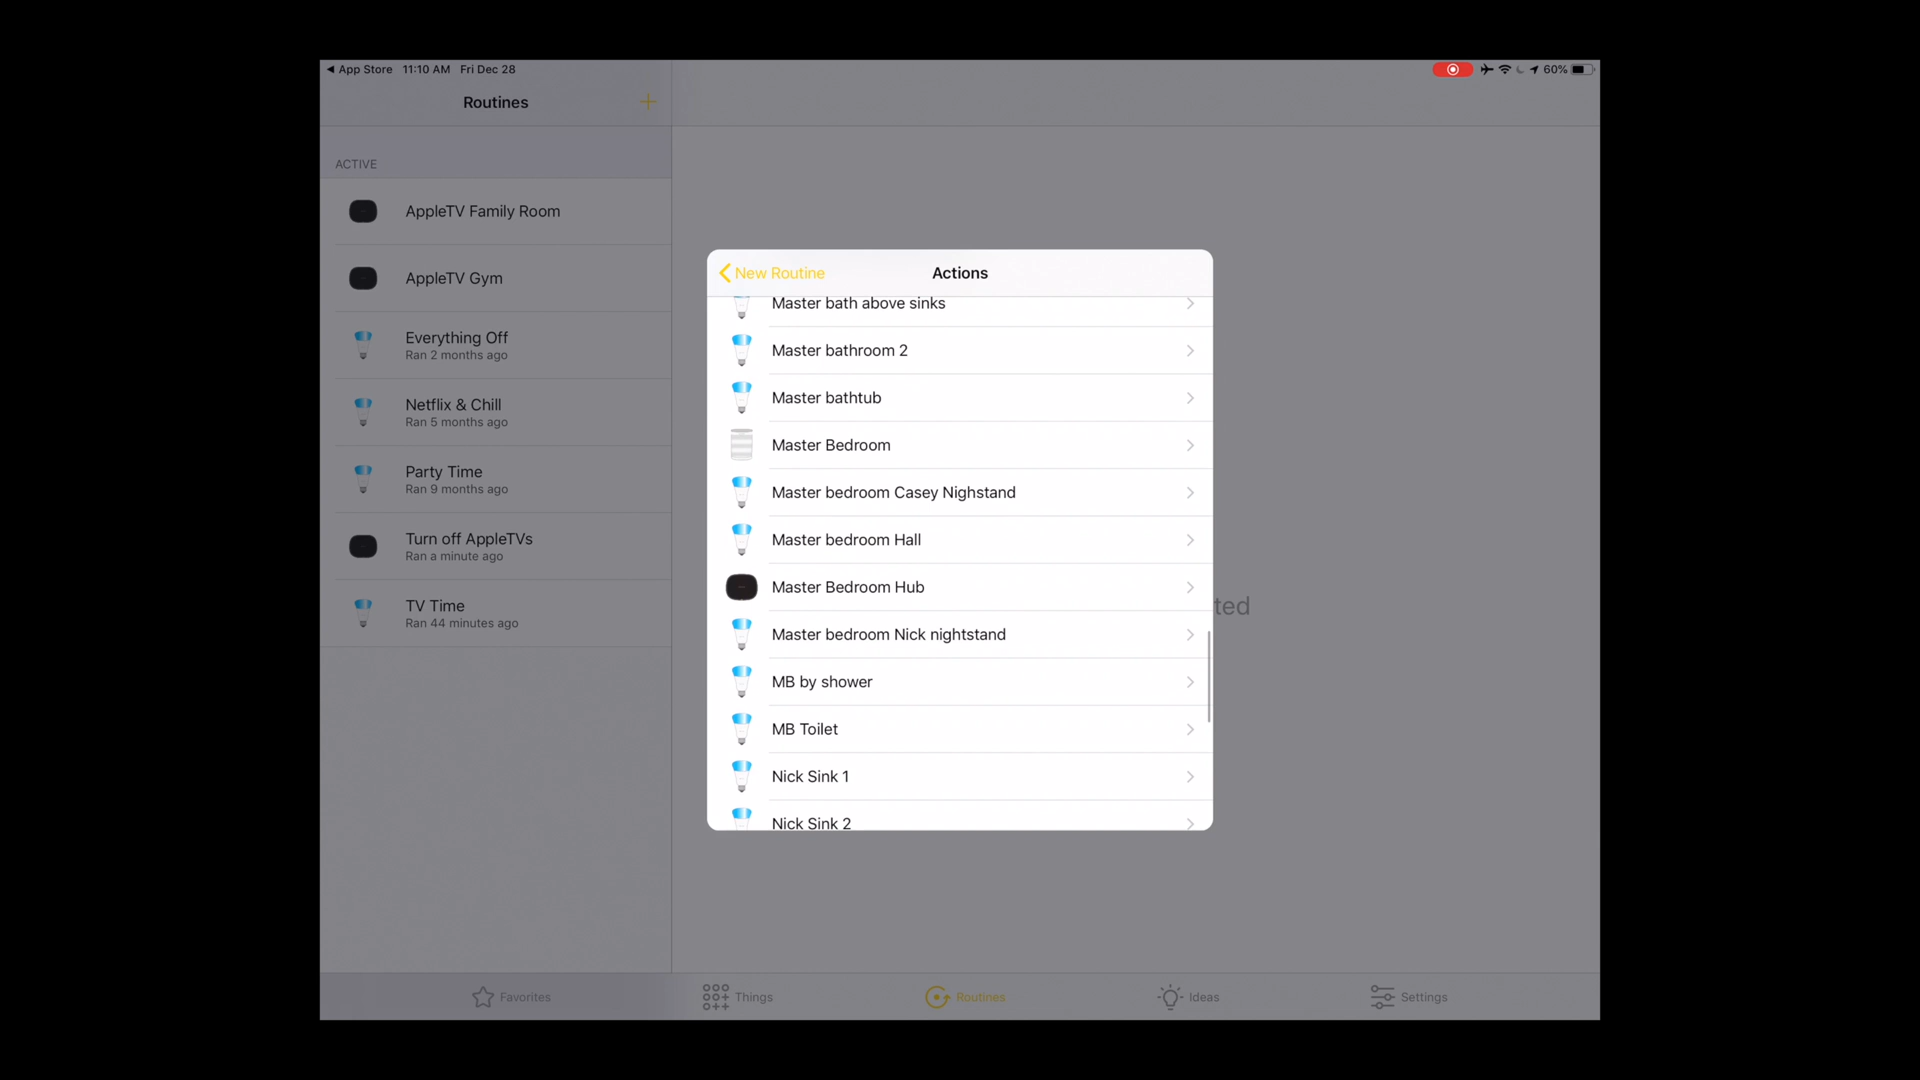 App Store 11:10 AM Fri Dec 28
60%
Routines
ACTIVE
AppleTV Family Room
AppleTV Gym
Everything Off
Ran 2 months ago
Netflix & Chill
Ran 5 months ago
Party Time
Ran 9 months ago
Turn off AppleTVs
Ran a minute ago
TV Time
Ran 44 minutes ago
New Routine
Actions
Master bath above sinks
Master bathroom 2
Master bathtub
Master Bedroom
Master bedroom Casey Nighstand
Master bedroom Hall
Master Bedroom Hub
Master bedroom Nick nightstand
MB by shower
MB Toilet
Nick Sink 1
Nick Sink 2
ted
Favorites
Things
Routines
Ideas
Settings